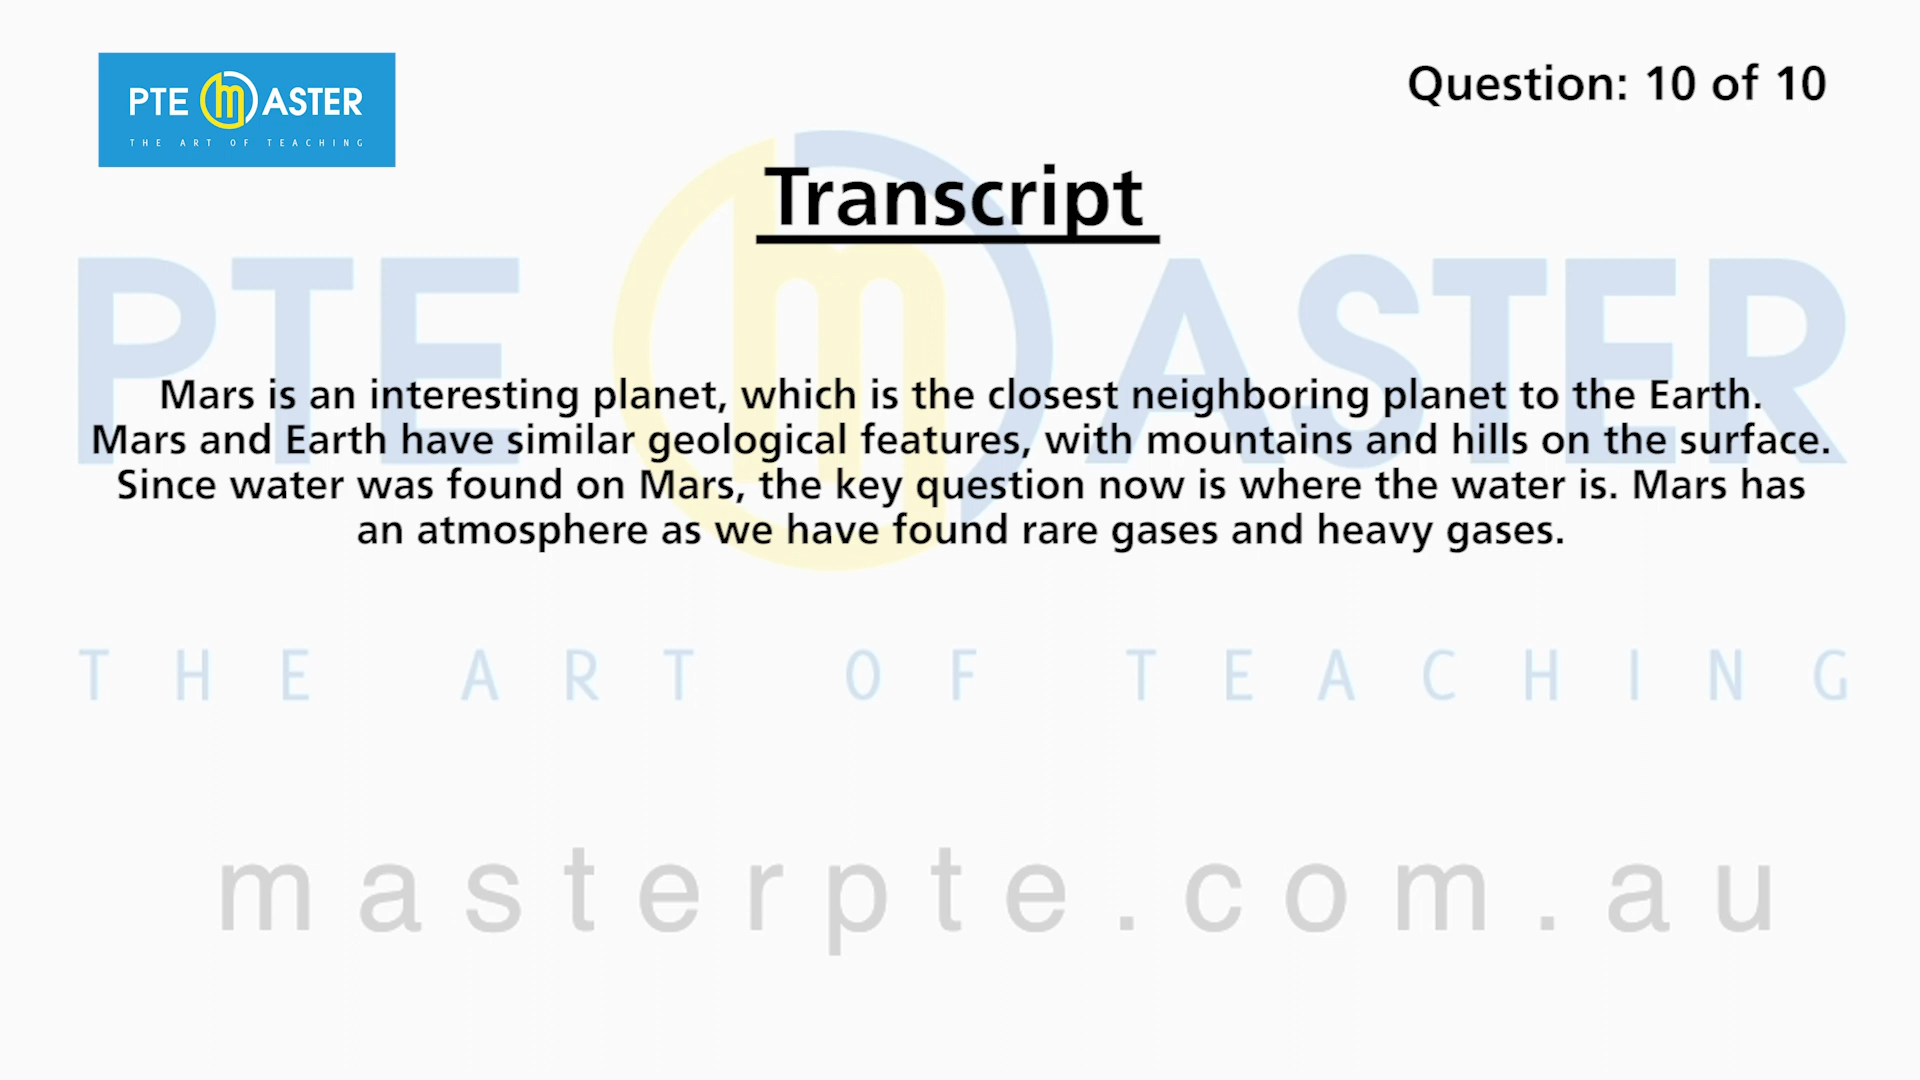 PTE MASTER
THE ART OF TEACHING
Question: 10 of 10
Transcript
PTE MASTER
Mars is an interesting planet, which is the closest neighboring planet to the Earth.
Mars and Earth have similar geological features, with mountains and hills on the surface.
Since water was found on Mars, the key question now is where the water is. Mars has
an atmosphere as we have found rare gases and heavy gases.
THE ART OF TEACHING
masterpte.com.au